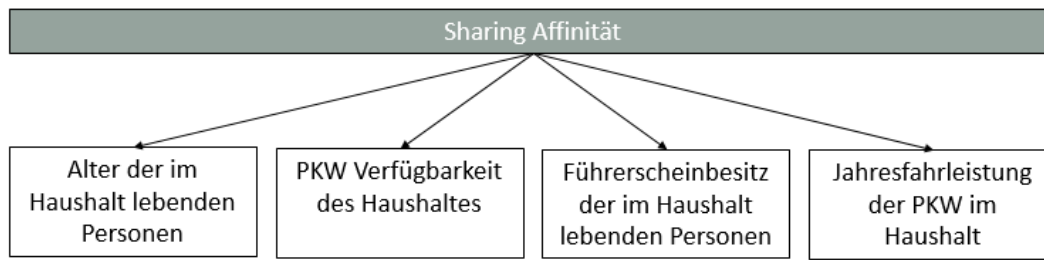 Sharing Affinität
Alter der im
Haushalt lebenden
Personen
PKW Verfügbarkeit
des Haushaltes
Führerscheinbesitz
der im Haushalt
lebenden Personen
Jahresfahrleistung
der PKW im
Haushalt